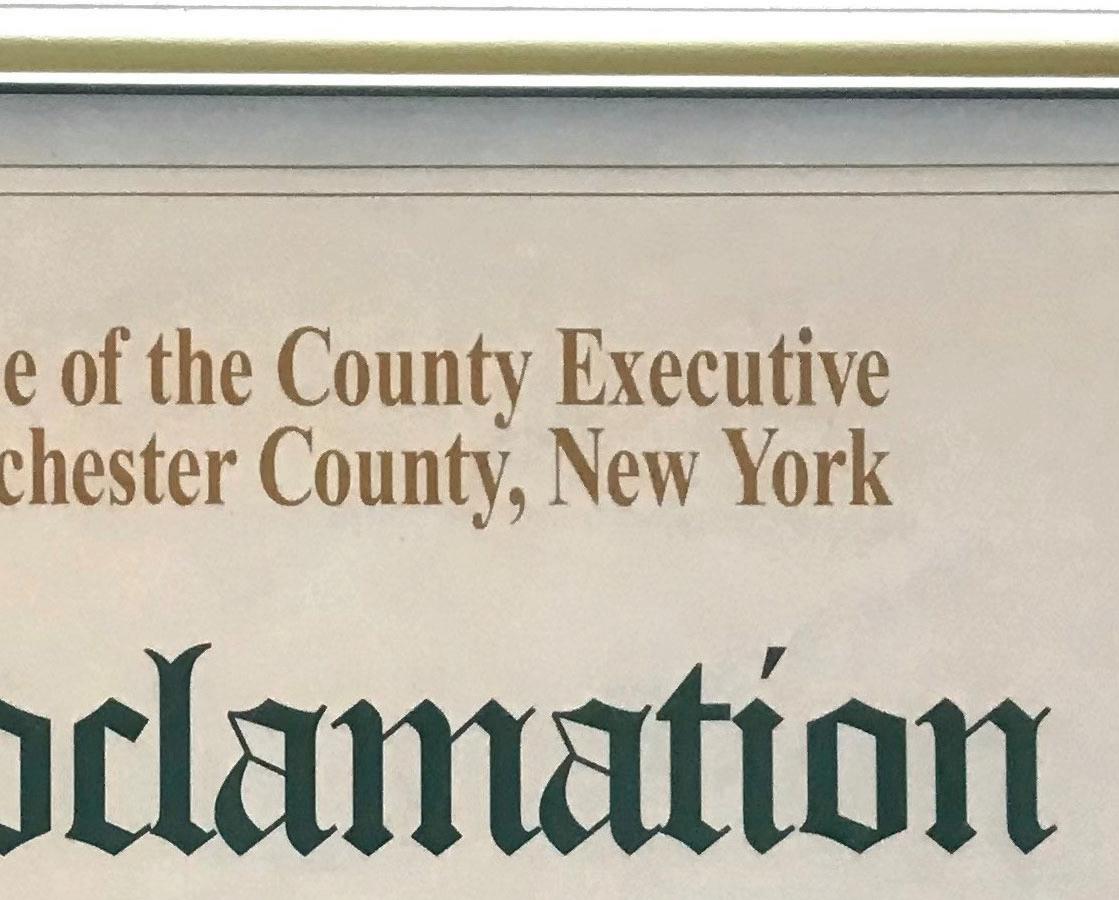 e of the County Executive
chester County, New York
oclamation